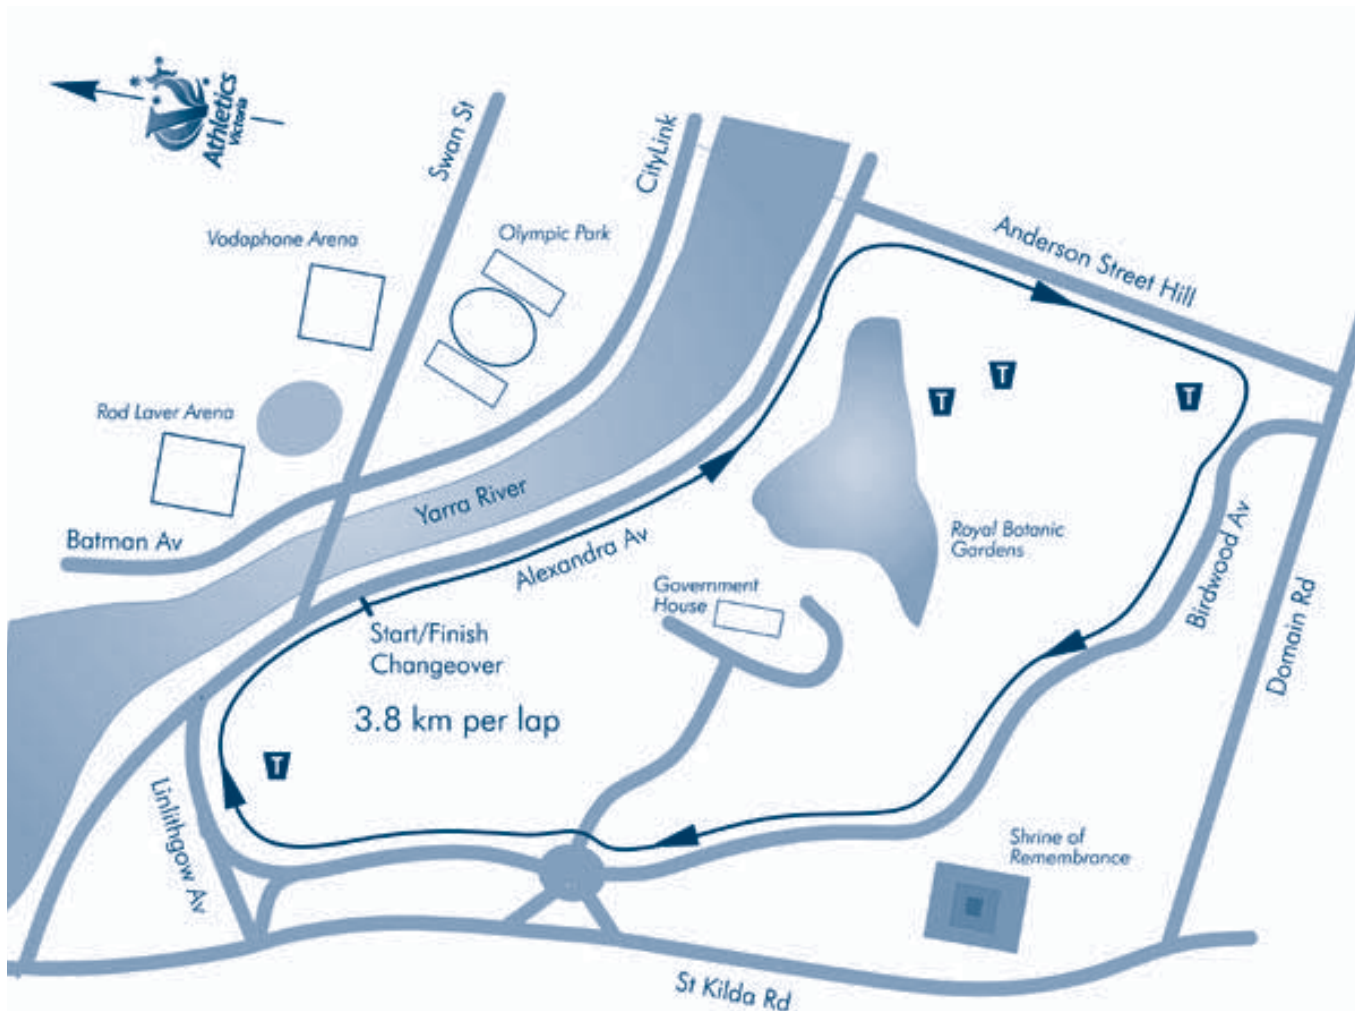 Athletics
Victoria
Swan St
CityLink
Vodaphone Arena
Olympic Park
Anderson Street Hill
Rod Laver Arena
T
T
T
Yarra River
Batman Av
Alexandra Av
Royal Botanic
Gardens
Birdwood Av
Government
House
Start/Finish
Changeover
Domain Rd
3.8 km per lap
T
Linlithgow Av
Shrine of
Remembrance
St Kilda Rd